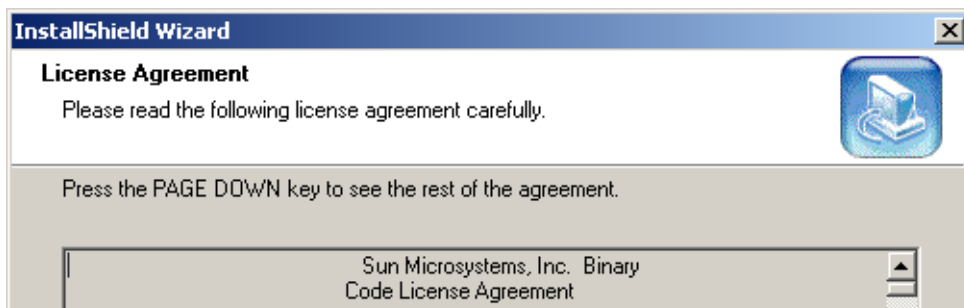 InstallShield Wizard
License Agreement
Please read the following license agreement carefully.
Press the PAGE DOWN key to see the rest of the agreement.
Sun Microsystems, Inc. Binary
Code License Agreement